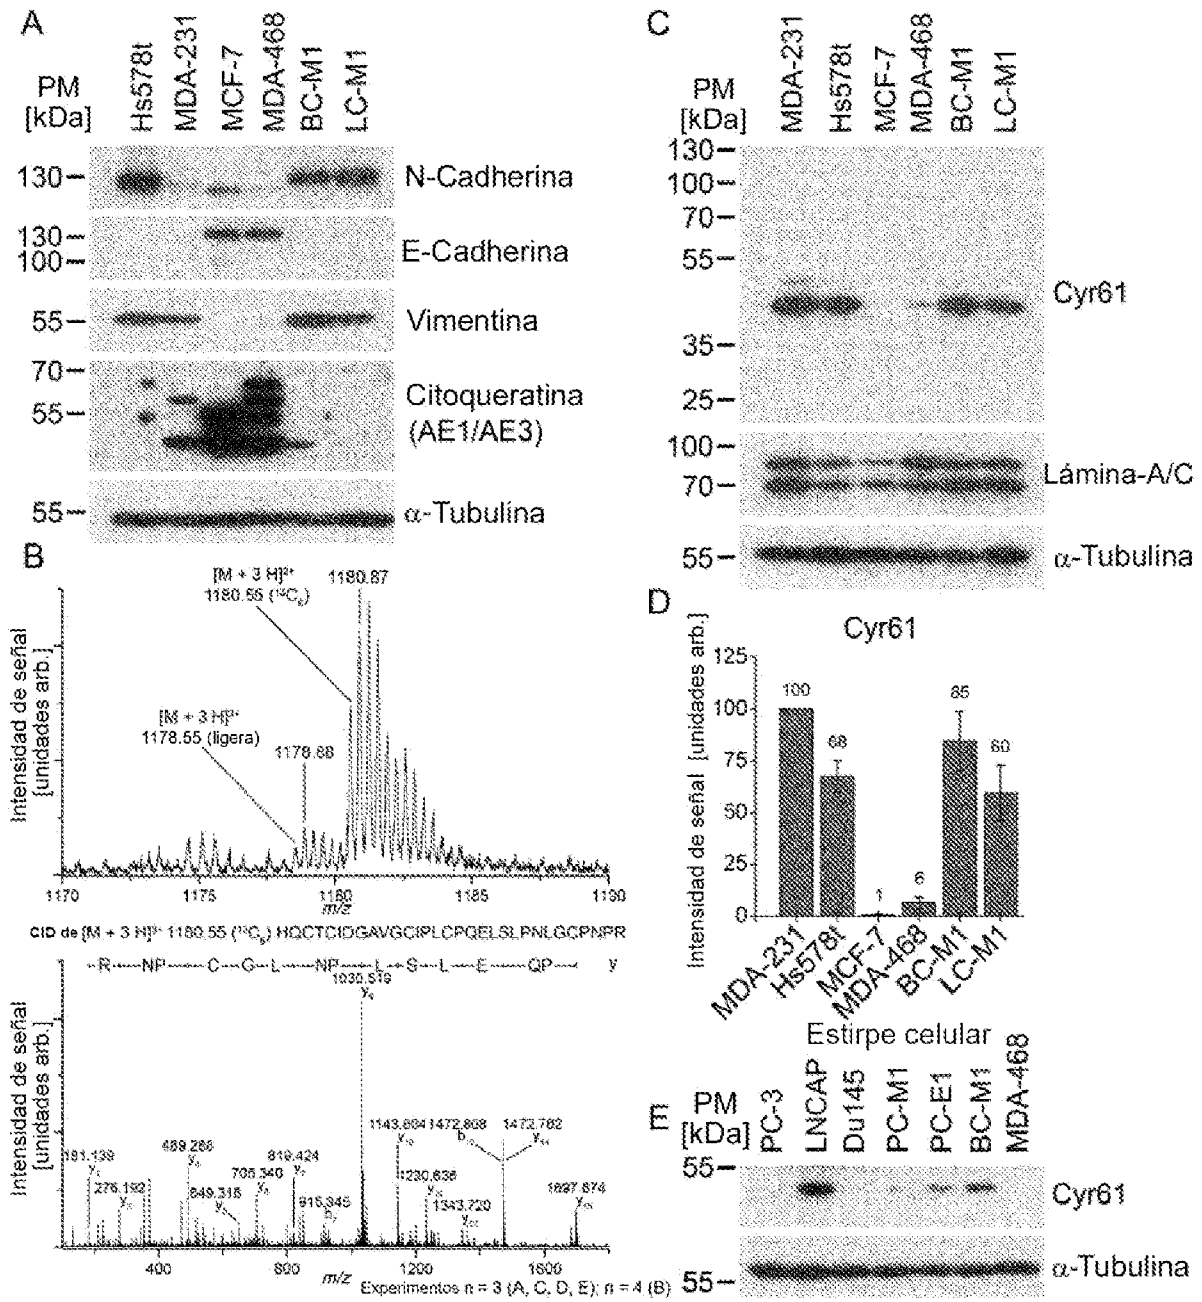 A
PM
[kDa]
Hs578t
MDA-231
MCF-7
MDA-468
BC-M1
LC-M1
130
N-Cadherina
130
100
E-Cadherina
55
Vimentina
70
55
Citoqueratina
(AE1/AE3)
55
α-Tubulina
B
Intensidad de señal
[unidades arb.]
[M + 3 H]³⁺
1180.55 (¹³C₆)
1180.87
[M + 3 H]³⁺
1178.55 (ligera)
1178.88
1170
1175
1180
1185
1190
m/z
CID de [M + 3 H]³⁺ 1180.55 (¹³C₆) HQCTCIDGAVGCIPLCPQELSLPNLGCPNPR
R NP C G L NP L S L E QP y
Intensidad de señal
[unidades arb.]
1030.519
y₉
1143.604
1472.808
1472.762
489.266
819.424
181.139
276.192
649.316
705.340
915.345
1230.636
1343.720
1697.874
400
800
1200
1600
m/z
Experimentos n = 3 (A, C, D, E); n = 4 (B)
C
PM
[kDa]
MDA-231
Hs578t
MCF-7
MDA-468
BC-M1
LC-M1
130
100
70
55
Cyr61
35
25
100
70
Lámina-A/C
55
α-Tubulina
D
Cyr61
Intensidad de señal [unidades arb.]
125
100
75
50
25
0
100
68
1
6
85
60
MDA-231
Hs578t
MCF-7
MDA-468
BC-M1
LC-M1
Estirpe celular
E
PM
[kDa]
PC-3
LNCAP
Du145
PC-M1
PC-E1
BC-M1
MDA-468
55
Cyr61
55
α-Tubulina